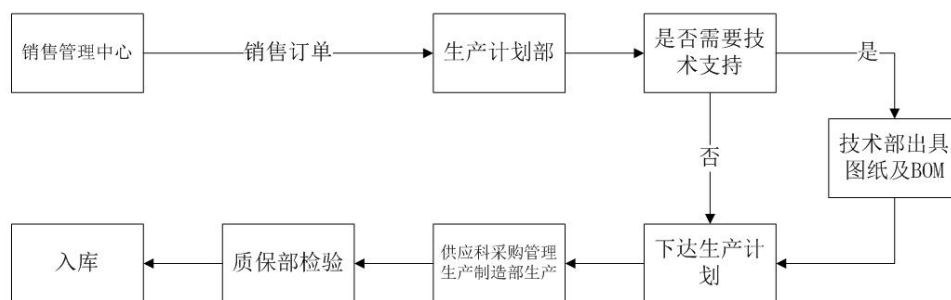 销售管理中心
销售订单
生产计划部
是否需要技
术支持
是
技术部出具
图纸及BOM
否
入库
质保部检验
供应科采购管理
生产制造部生产
下达生产计
划